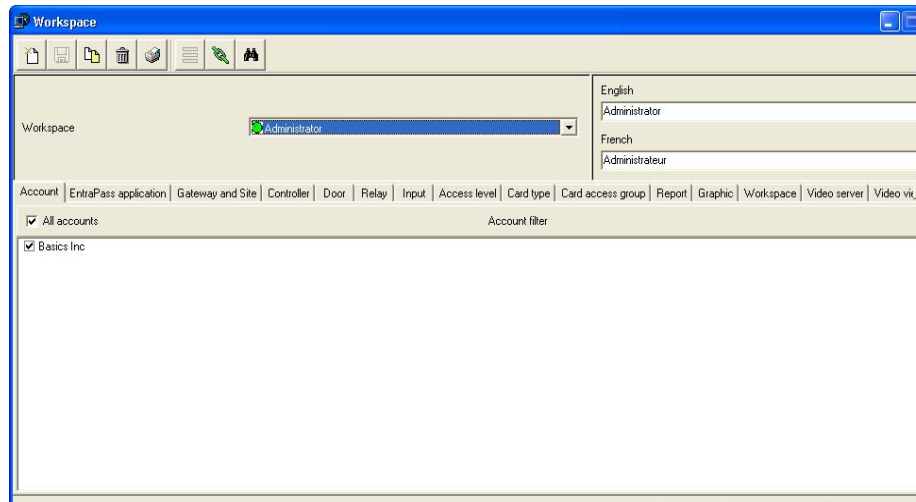 Workspace
English
Administrator
Workspace
Administrator
French
Administrateur
Account EntraPass application Gateway and Site Controller Door Relay Input Access level Card type Card access group Report Graphic Workspace Video server Video
All accounts Account filter
Basics Inc